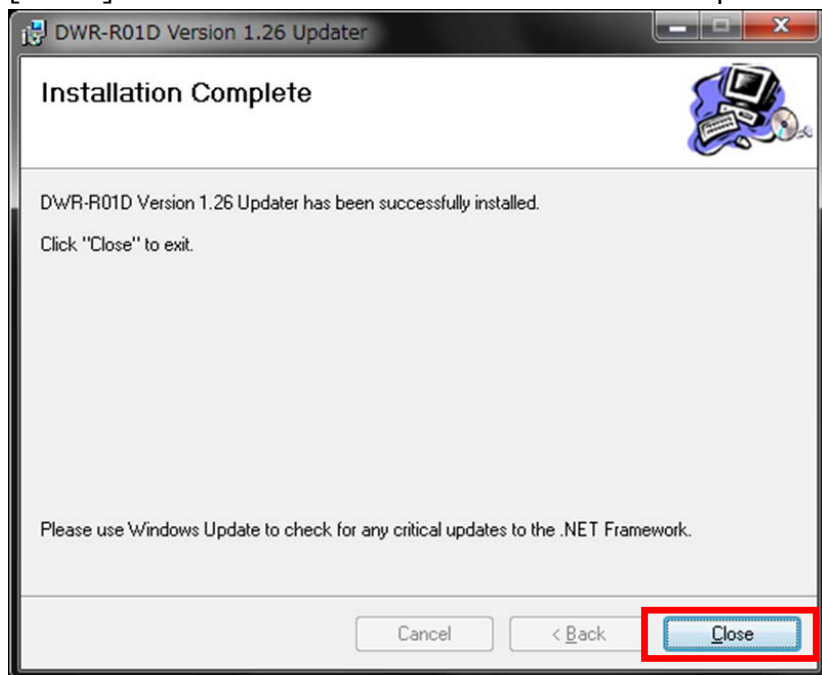 DWR-R01D Version 1.26 Updater
Installation Complete
DWR-R01D Version 1.26 Updater has been successfully installed.
Click "Close" to exit.
Please use Windows Update to check for any critical updates to the .NET Framework.
Cancel
< Back
Close